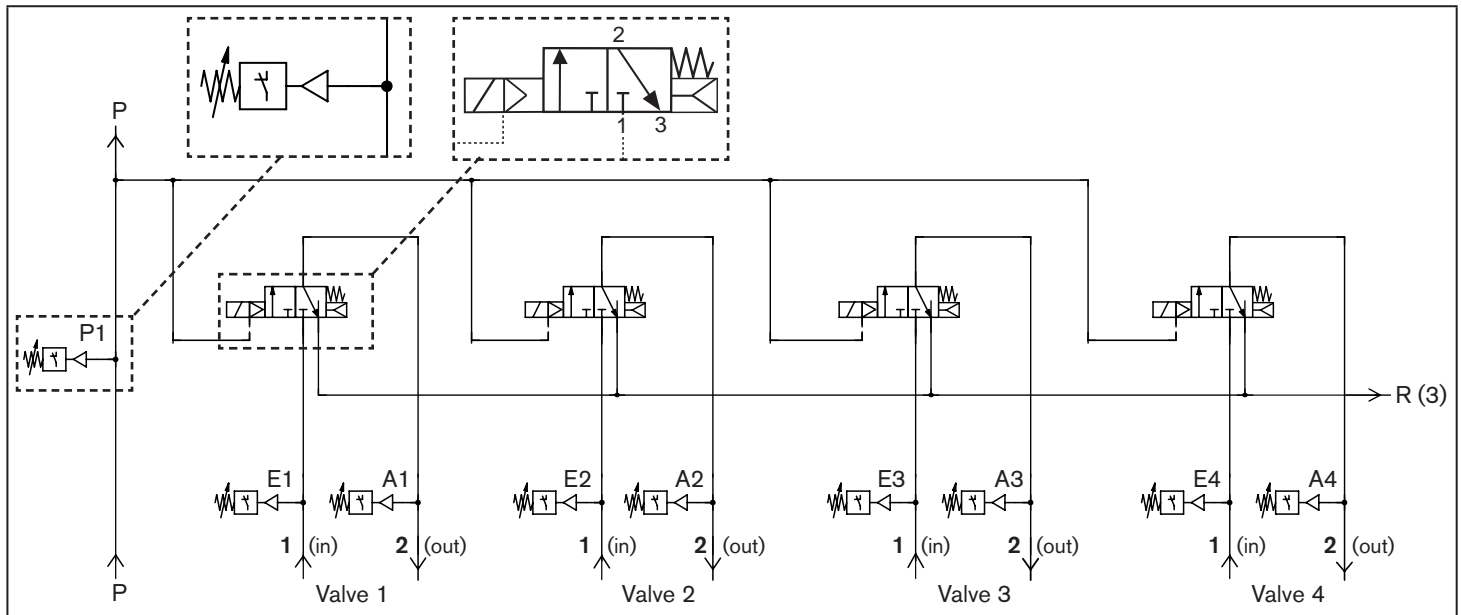 2
1 3
P
P1
R (3)
E1 A1 E2 A2 E3 A3 E4 A4
1 (in) 2 (out) 1 (in) 2 (out) 1 (in) 2 (out) 1 (in) 2 (out)
P Valve 1 Valve 2 Valve 3 Valve 4